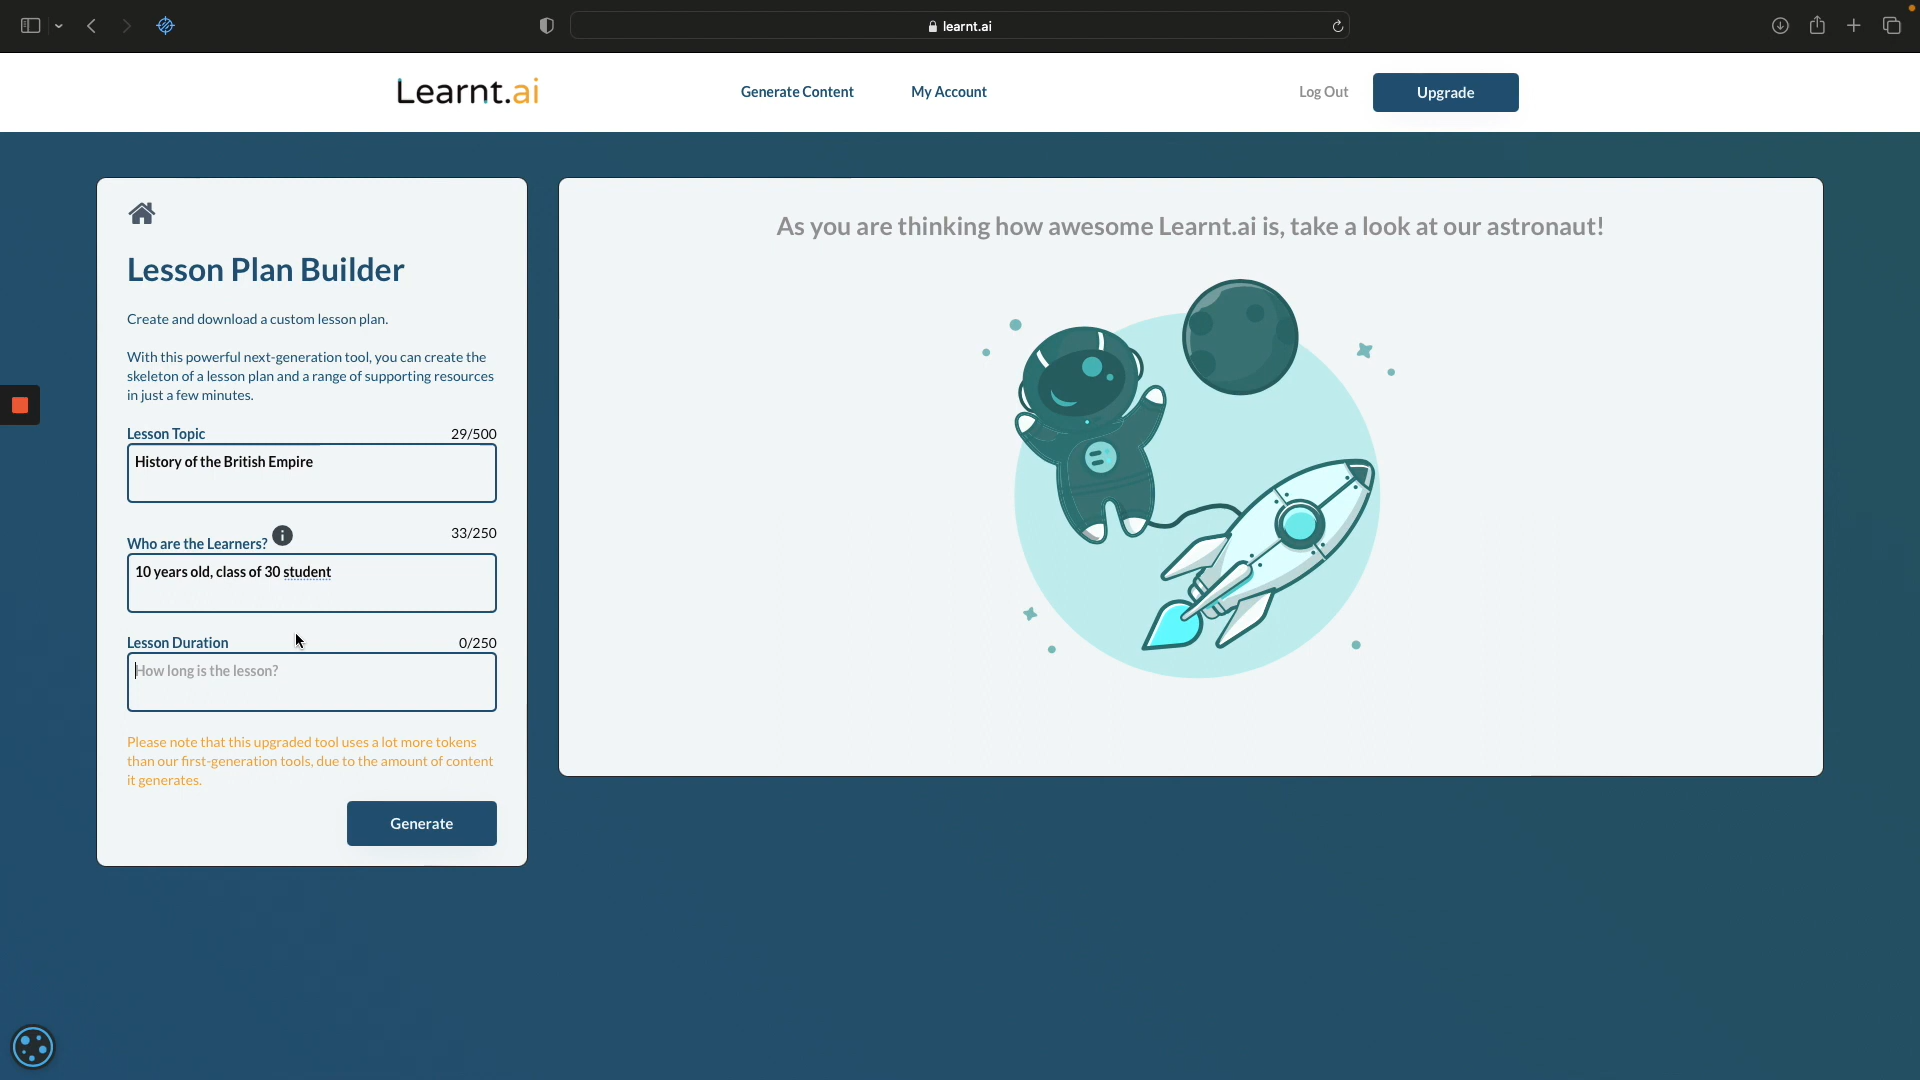 learnt.ai
Learnt.ai
Generate Content
My Account
Log Out
Upgrade
Lesson Plan Builder
Create and download a custom lesson plan.
With this powerful next-generation tool, you can create the
skeleton of a lesson plan and a range of supporting resources
in just a few minutes.
Lesson Topic 29/500
History of the British Empire
Who are the Learners? 33/250
10 years old, class of 30 student
Lesson Duration 0/250
How long is the lesson?
Please note that this upgraded tool uses a lot more tokens
than our first-generation tools, due to the amount of content
it generates.
Generate
As you are thinking how awesome Learnt.ai is, take a look at our astronaut!